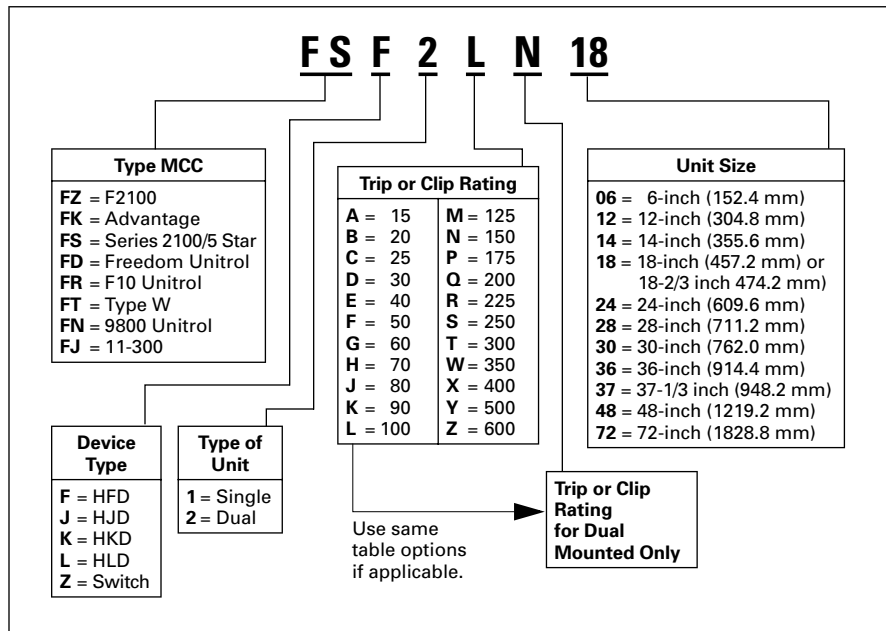 FS F 2 L N 18
Type MCC
FZ = F2100
FK = Advantage
FS = Series 2100/5 Star
FD = Freedom Unitrol
FR = F10 Unitrol
FT = Type W
FN = 9800 Unitrol
FJ = 11-300
Device
Type
F = HFD
J = HJD
K = HKD
L = HLD
Z = Switch
Type of
Unit
1 = Single
2 = Dual
Trip or Clip Rating
A = 15
B = 20
C = 25
D = 30
E = 40
F = 50
G = 60
H = 70
J = 80
K = 90
L = 100
M = 125
N = 150
P = 175
Q = 200
R = 225
S = 250
T = 300
W = 350
X = 400
Y = 500
Z = 600
Use same
table options
if applicable.
Trip or Clip
Rating
for Dual
Mounted Only
Unit Size
06 = 6-inch (152.4 mm)
12 = 12-inch (304.8 mm)
14 = 14-inch (355.6 mm)
18 = 18-inch (457.2 mm) or
18-2/3 inch 474.2 mm)
24 = 24-inch (609.6 mm)
28 = 28-inch (711.2 mm)
30 = 30-inch (762.0 mm)
36 = 36-inch (914.4 mm)
37 = 37-1/3 inch (948.2 mm)
48 = 48-inch (1219.2 mm)
72 = 72-inch (1828.8 mm)